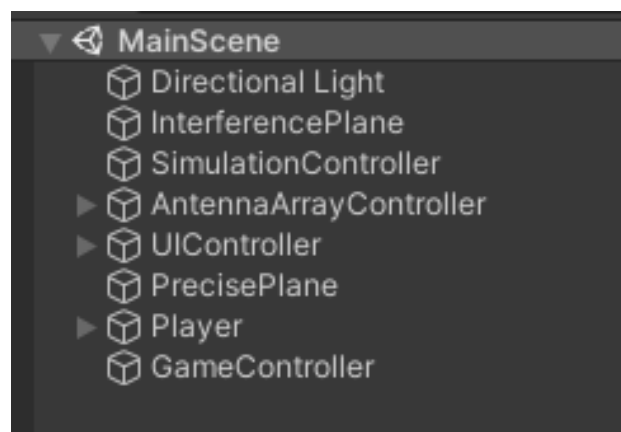 MainScene
Directional Light
InterferencePlane
SimulationController
AntennaArrayController
UIController
PrecisePlane
Player
GameController